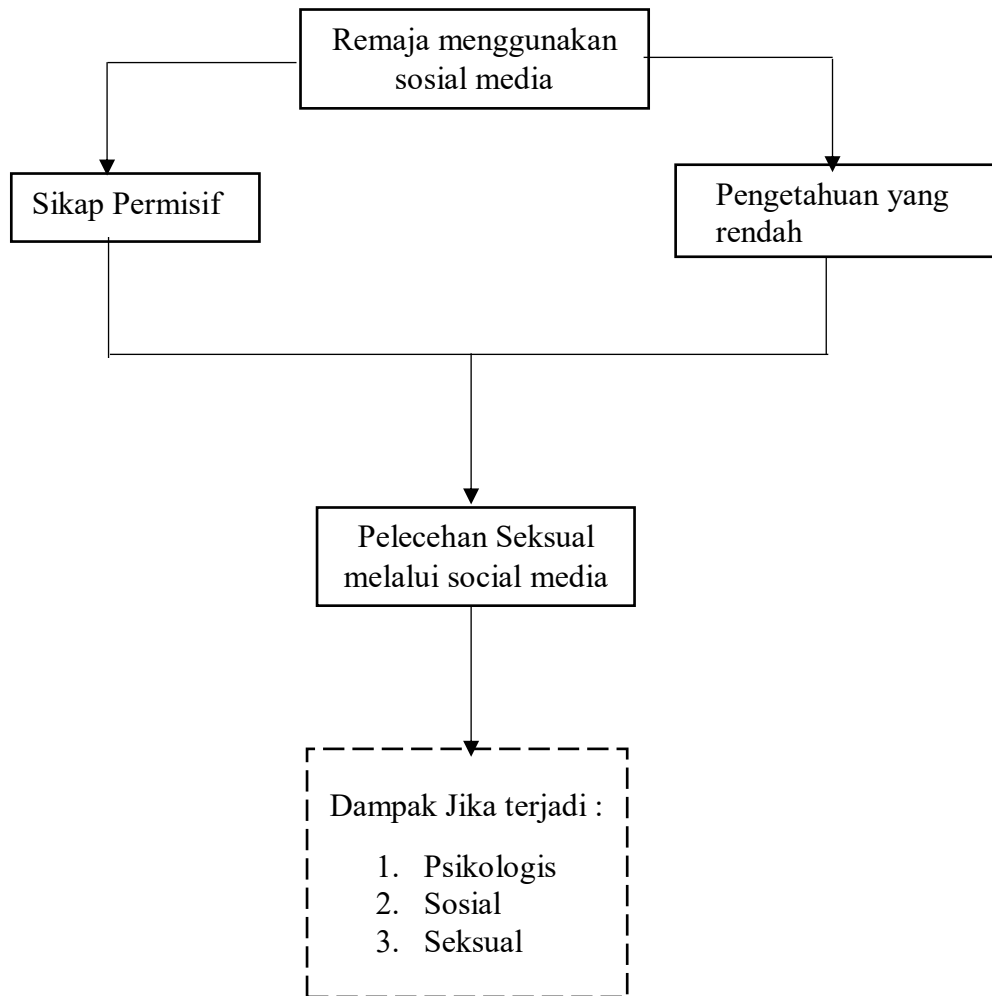 Remaja menggunakan
sosial media
Sikap Permisif
Pengetahuan yang
rendah
Pelecehan Seksual
melalui social media
Dampak Jika terjadi :
1. Psikologis
2. Sosial
3. Seksual